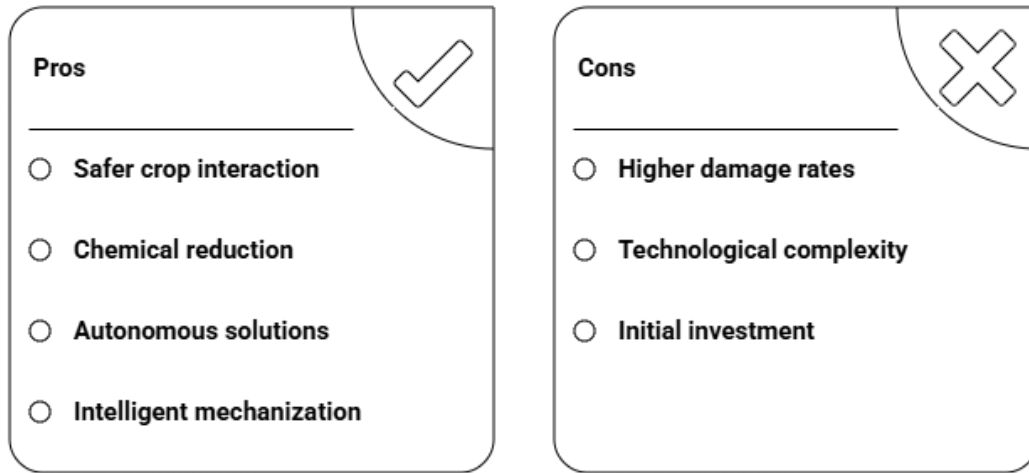 Pros
Safer crop interaction
Chemical reduction
Autonomous solutions
Intelligent mechanization
Cons
Higher damage rates
Technological complexity
Initial investment